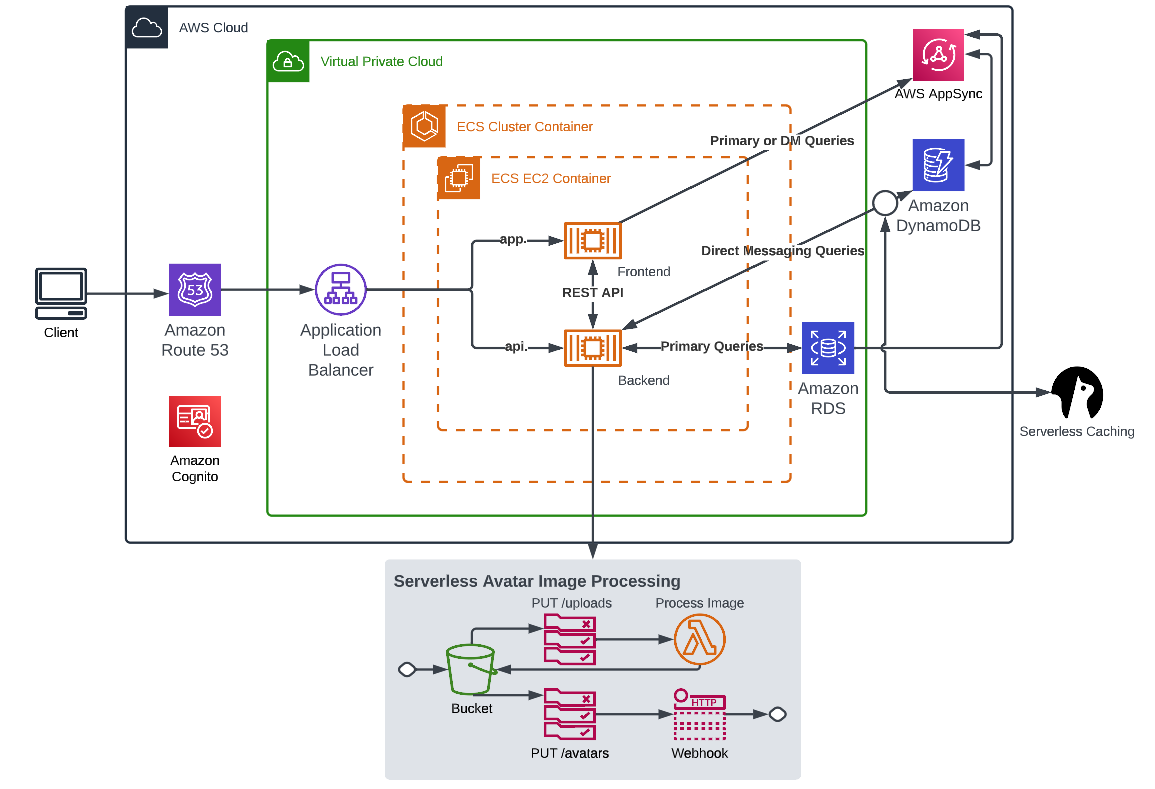 AWS Cloud
Virtual Private Cloud
AWS AppSync
ECS Cluster Container
Primary or DM Queries
ECS EC2 Container
Amazon
DynamoDB
app.
Direct Messaging Queries
Frontend
53
REST API
Client
Amazon
Route 53
Application
Load
Balancer
api.
Primary Queries
Backend
Amazon
RDS
Serverless Caching
Amazon
Cognito
Serverless Avatar Image Processing
PUT /uploads
Process Image
Bucket
HTTP
PUT /avatars
Webhook